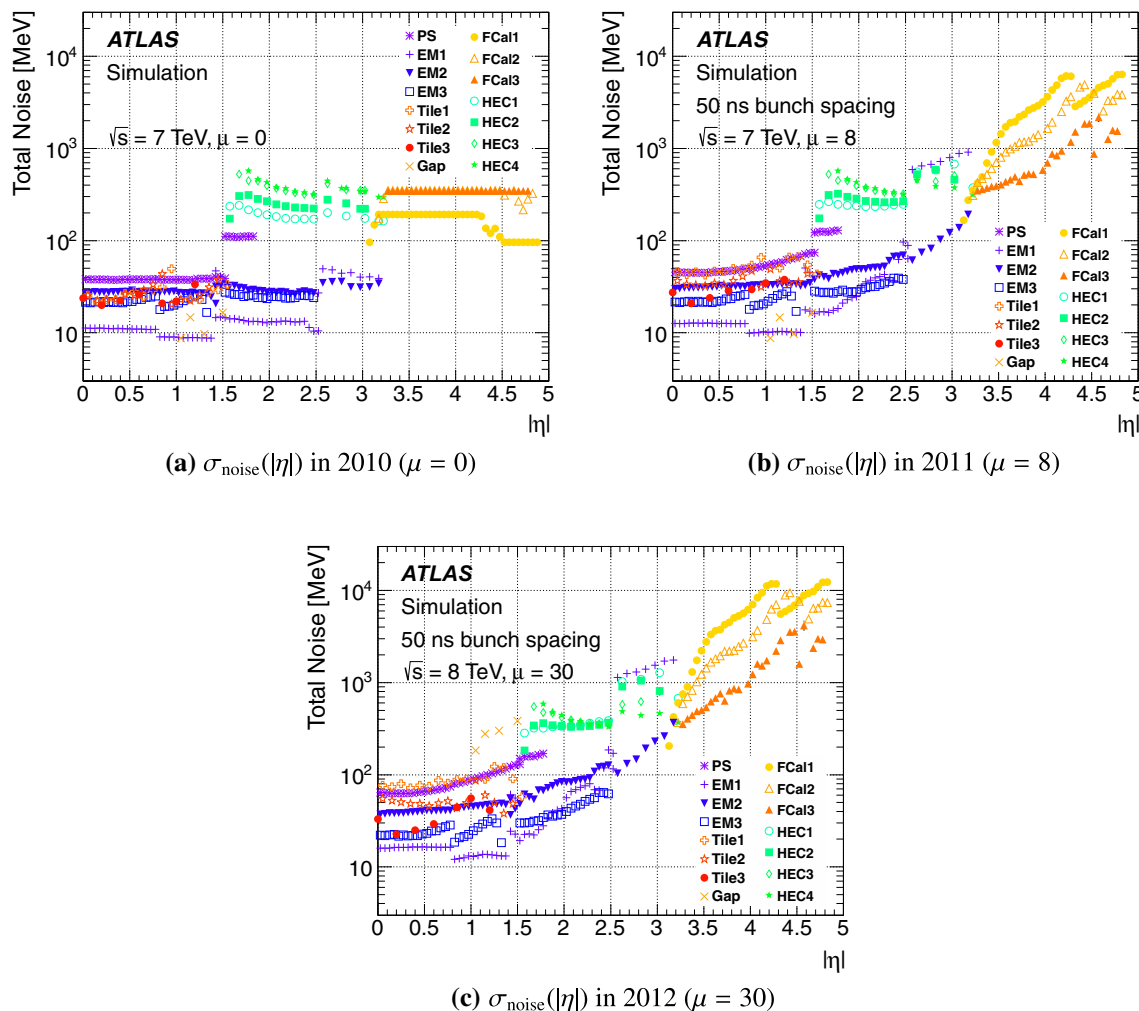 Total Noise [MeV]
10⁴
10³
10²
10
ATLAS
Simulation
√s = 7 TeV, μ = 0
PS
EM1
EM2
EM3
Tile1
Tile2
Tile3
Gap
FCal1
FCal2
FCal3
HEC1
HEC2
HEC3
HEC4
0 0.5 1 1.5 2 2.5 3 3.5 4 4.5 5
|η|
(a) σnoise(|η|) in 2010 (μ = 0)
Total Noise [MeV]
10⁴
10³
10²
10
ATLAS
Simulation
50 ns bunch spacing
√s = 7 TeV, μ = 8
PS
EM1
EM2
EM3
Tile1
Tile2
Tile3
Gap
FCal1
FCal2
FCal3
HEC1
HEC2
HEC3
HEC4
0 0.5 1 1.5 2 2.5 3 3.5 4 4.5 5
|η|
(b) σnoise(|η|) in 2011 (μ = 8)
Total Noise [MeV]
10⁴
10³
10²
10
ATLAS
Simulation
50 ns bunch spacing
√s = 8 TeV, μ = 30
PS
EM1
EM2
EM3
Tile1
Tile2
Tile3
Gap
FCal1
FCal2
FCal3
HEC1
HEC2
HEC3
HEC4
0 0.5 1 1.5 2 2.5 3 3.5 4 4.5 5
|η|
(c) σnoise(|η|) in 2012 (μ = 30)